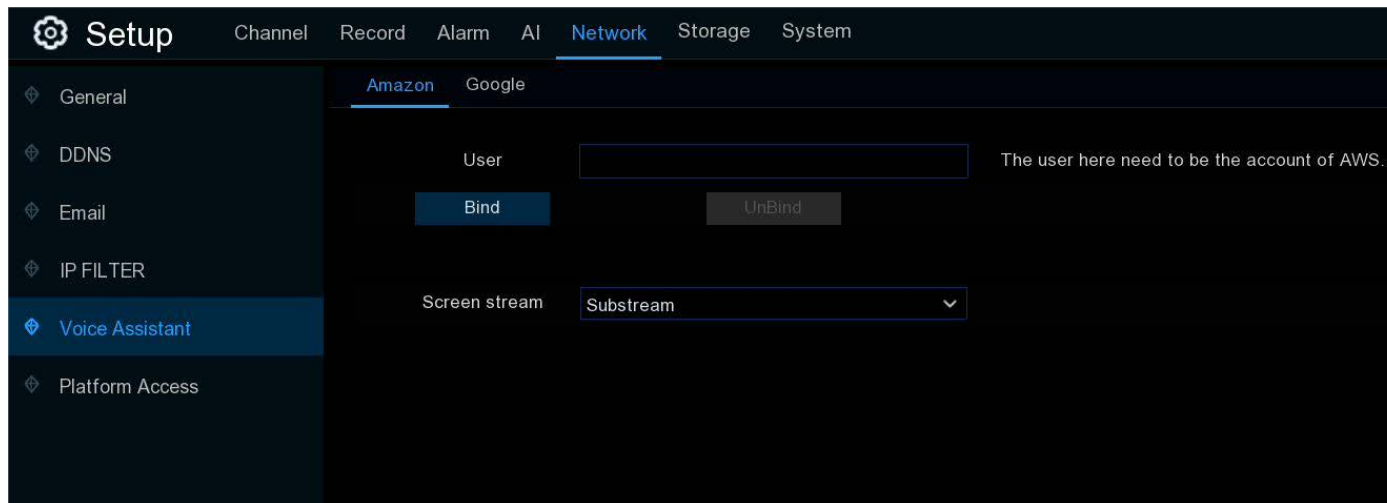 Setup Channel Record Alarm AI Network Storage System
Amazon Google
General
DDNS
Email
IP FILTER
Voice Assistant
Platform Access
User The user here need to be the account of AWS.
Bind UnBind
Screen stream Substream